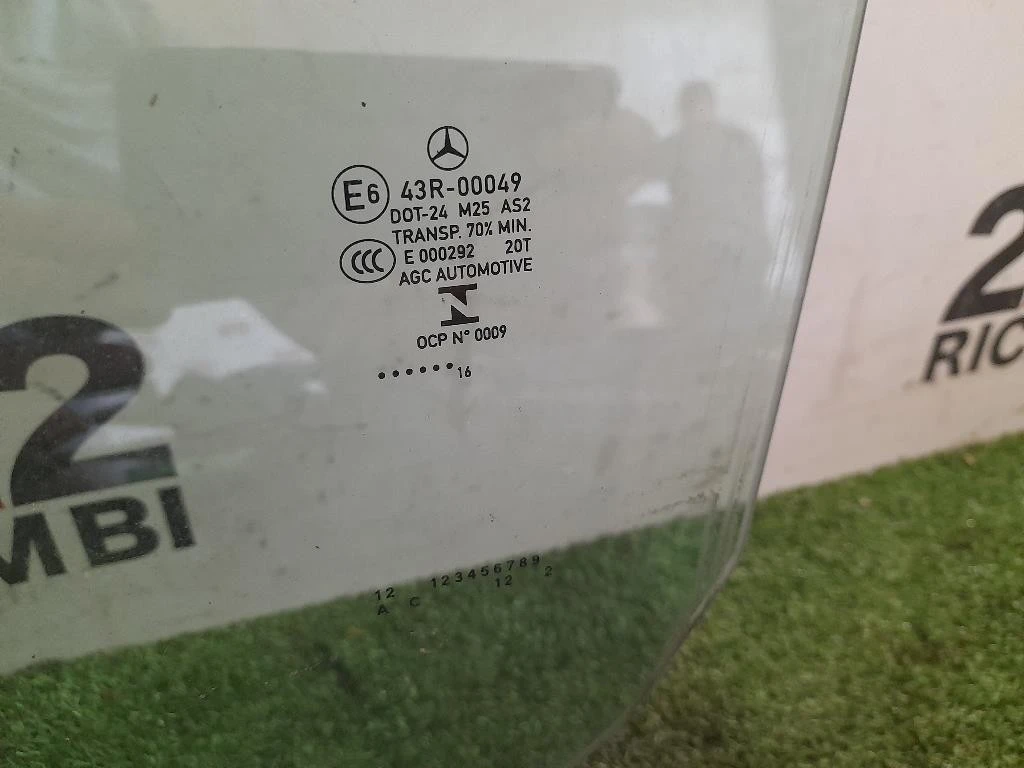 E6 43R-00049
DOT-24 M25 AS2
TRANSP. 70% MIN.
CCC E 000292 20T
AGC AUTOMOTIVE
OCP N° 0009
••••••16
12 123456789
A C 12 2
2
MBI
2
RIC